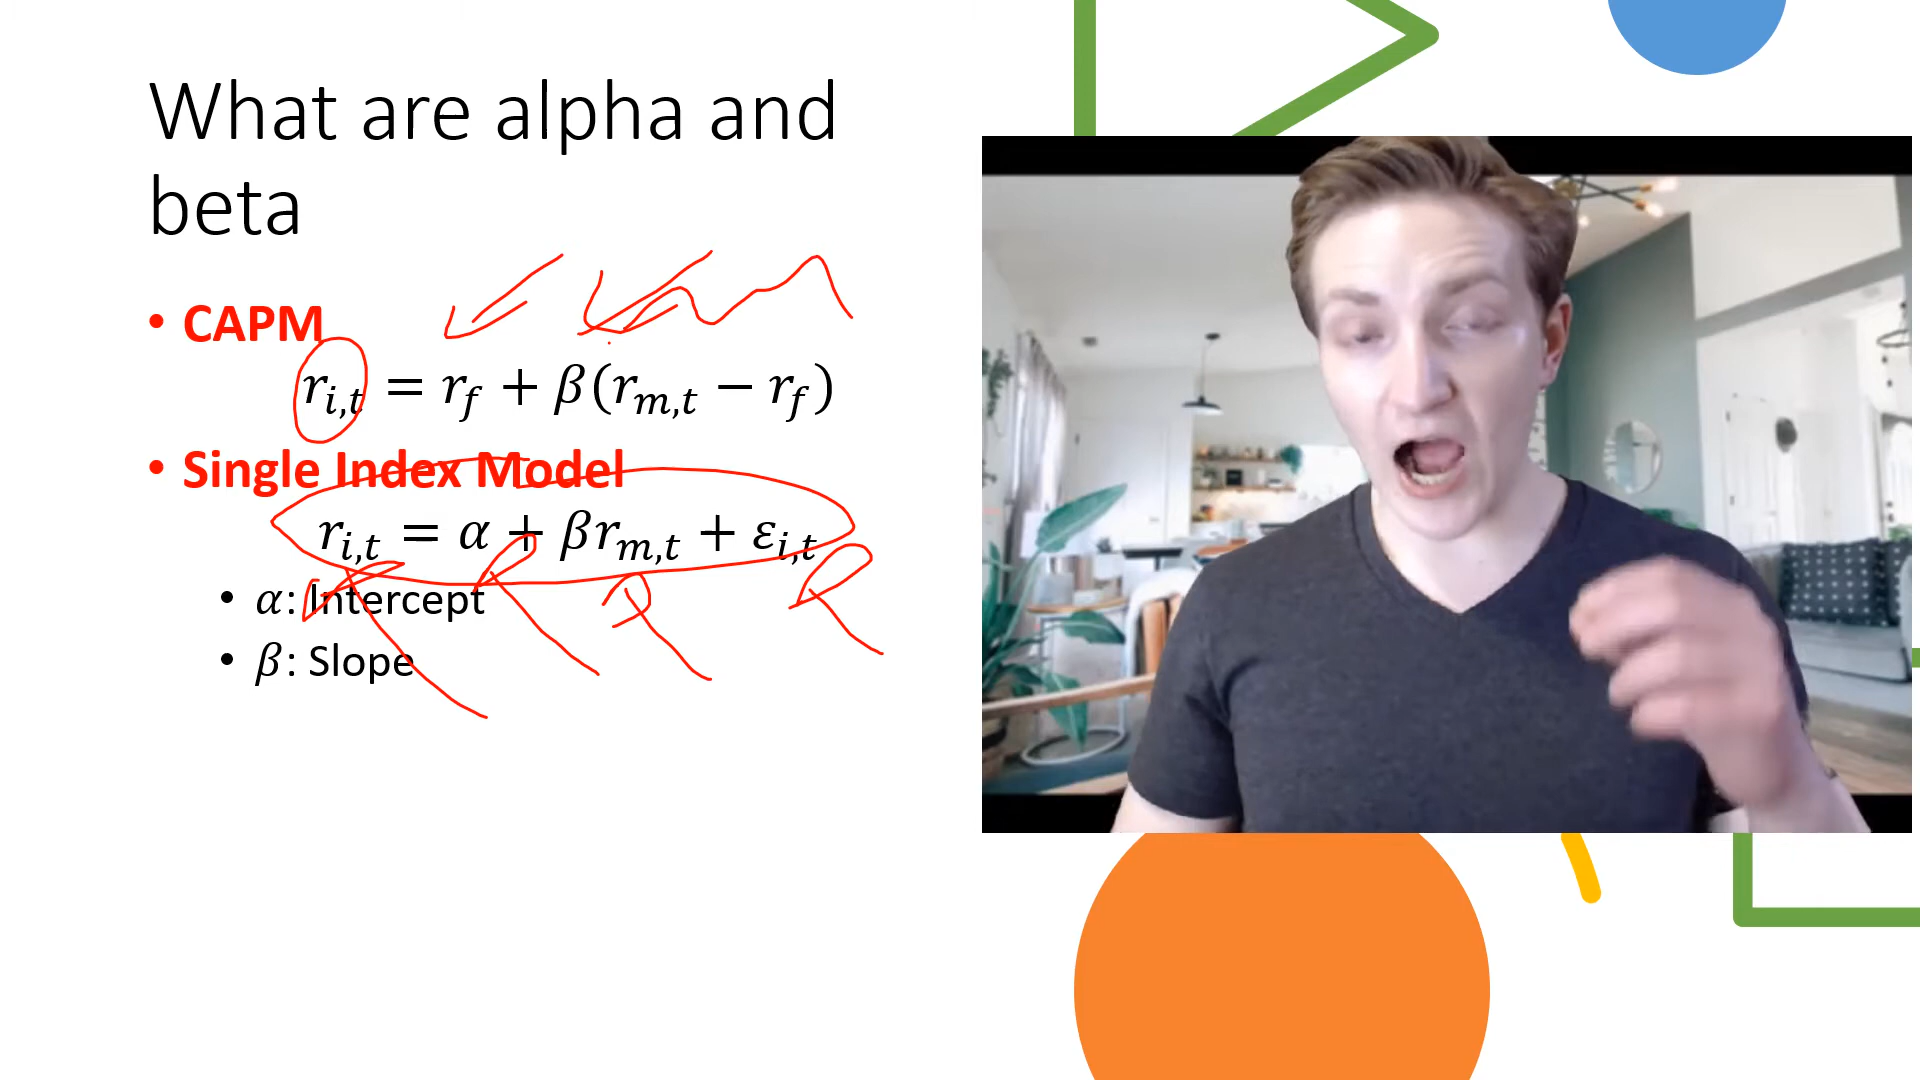 What are alpha and
beta
• CAPM
r_{i,t} = r_f + β(r_{m,t} − r_f)
• Single Index Model
r_{i,t} = α + βr_{m,t} + ε_{i,t}
• α: Intercept
• β: Slope